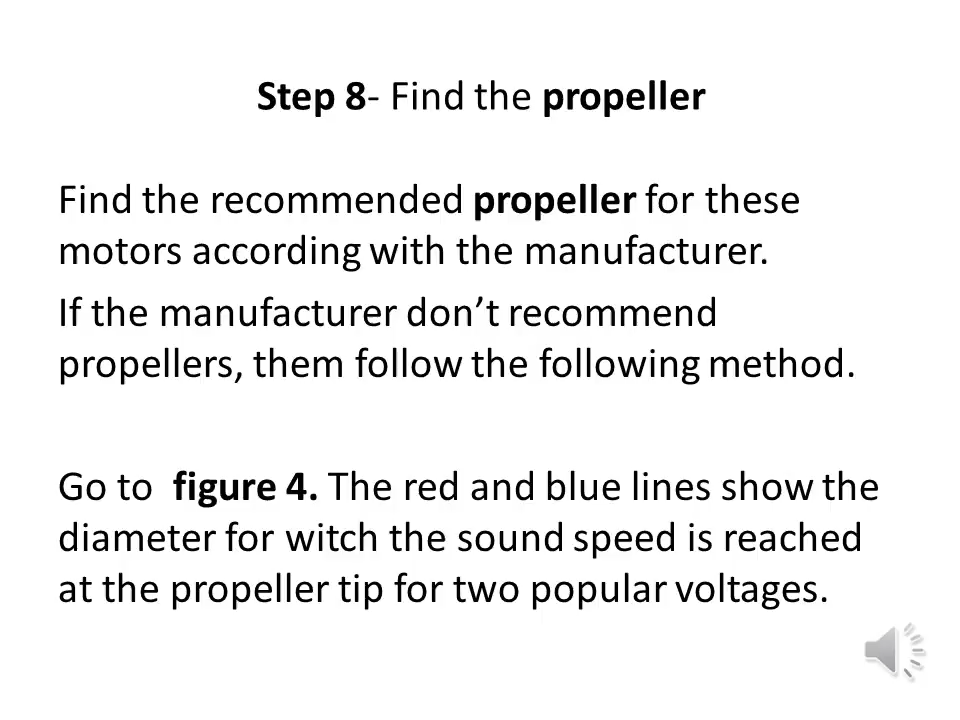 Step 8- Find the propeller
Find the recommended propeller for these
motors according with the manufacturer.
If the manufacturer don’t recommend
propellers, them follow the following method.
Go to  figure 4. The red and blue lines show the
diameter for witch the sound speed is reached
at the propeller tip for two popular voltages.